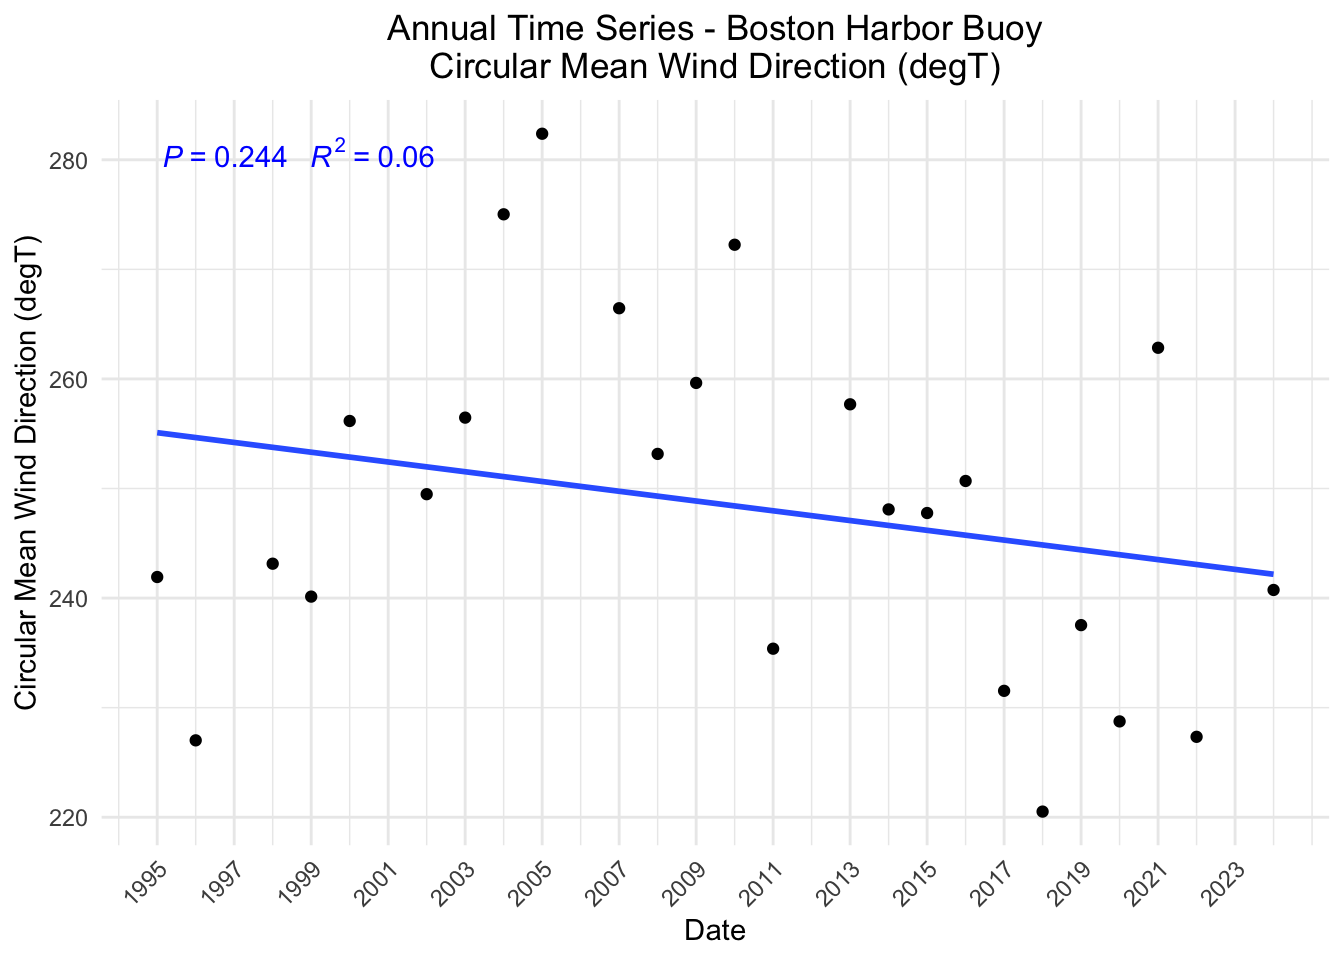 Annual Time Series - Boston Harbor Buoy
Circular Mean Wind Direction (degT)
P = 0.244 R² = 0.06
Circular Mean Wind Direction (degT)
280
260
240
220
1995 1997 1999 2001 2003 2005 2007 2009 2011 2013 2015 2017 2019 2021 2023
Date